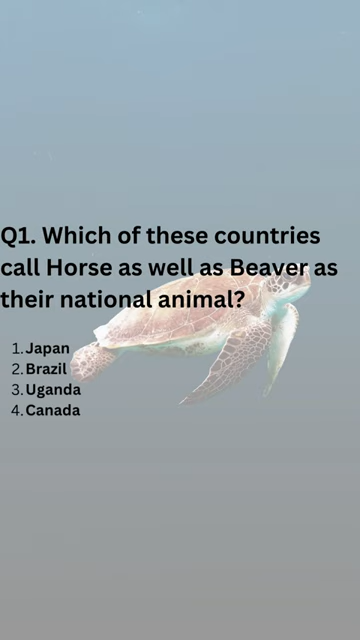 Q1. Which of these countries
call Horse as well as Beaver as
their national animal?
1. Japan
2. Brazil
3. Uganda
4. Canada